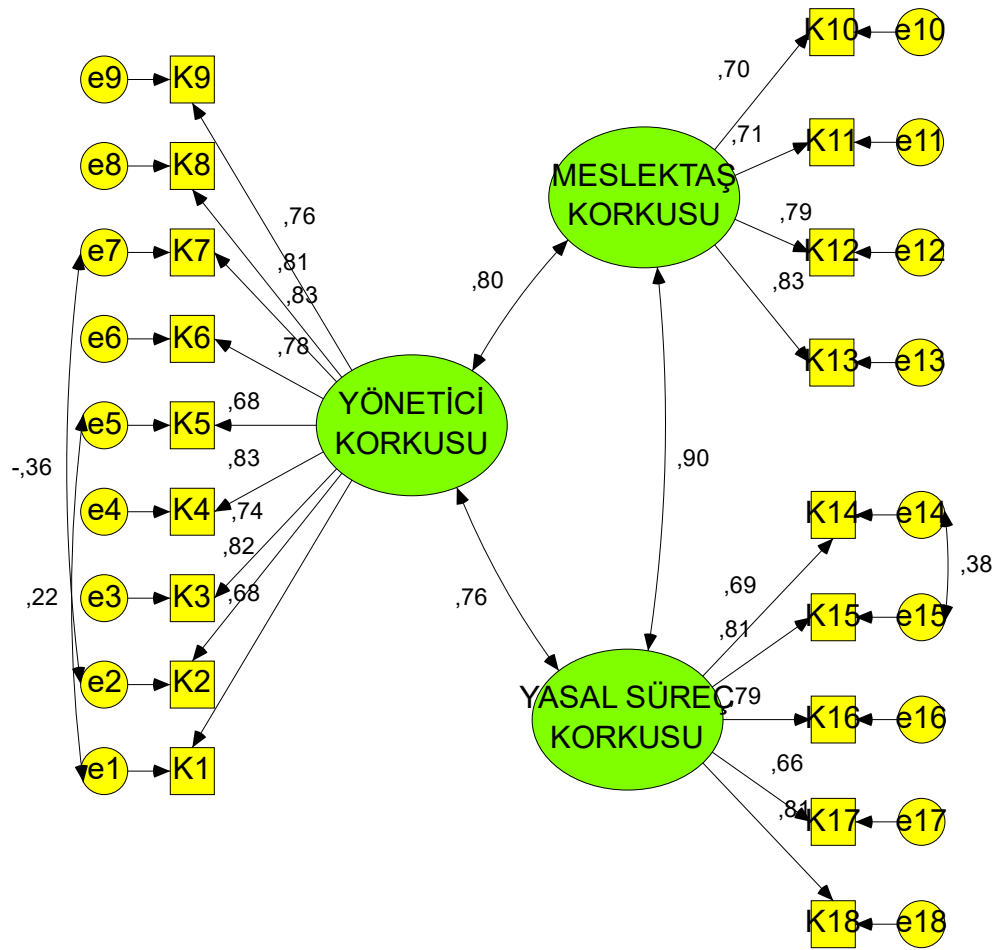 K10
e10
,70
e9
K9
,71
K11
e11
e8
K8
MESLEKTAŞ
KORKUSU
,76
,79
e7
K7
K12
e12
,81
,80
,83
,83
e6
K6
,78
K13
e13
YÖNETİCİ
KORKUSU
,68
e5
K5
,83
-,36
,90
e4
K4
,74
K14
e14
,82
,38
e3
K3
,68
,22
,76
,69
K15
e15
,81
e2
K2
YASAL SÜREÇ
KORKUSU
,79
K16
e16
e1
K1
,66
,81
K17
e17
K18
e18